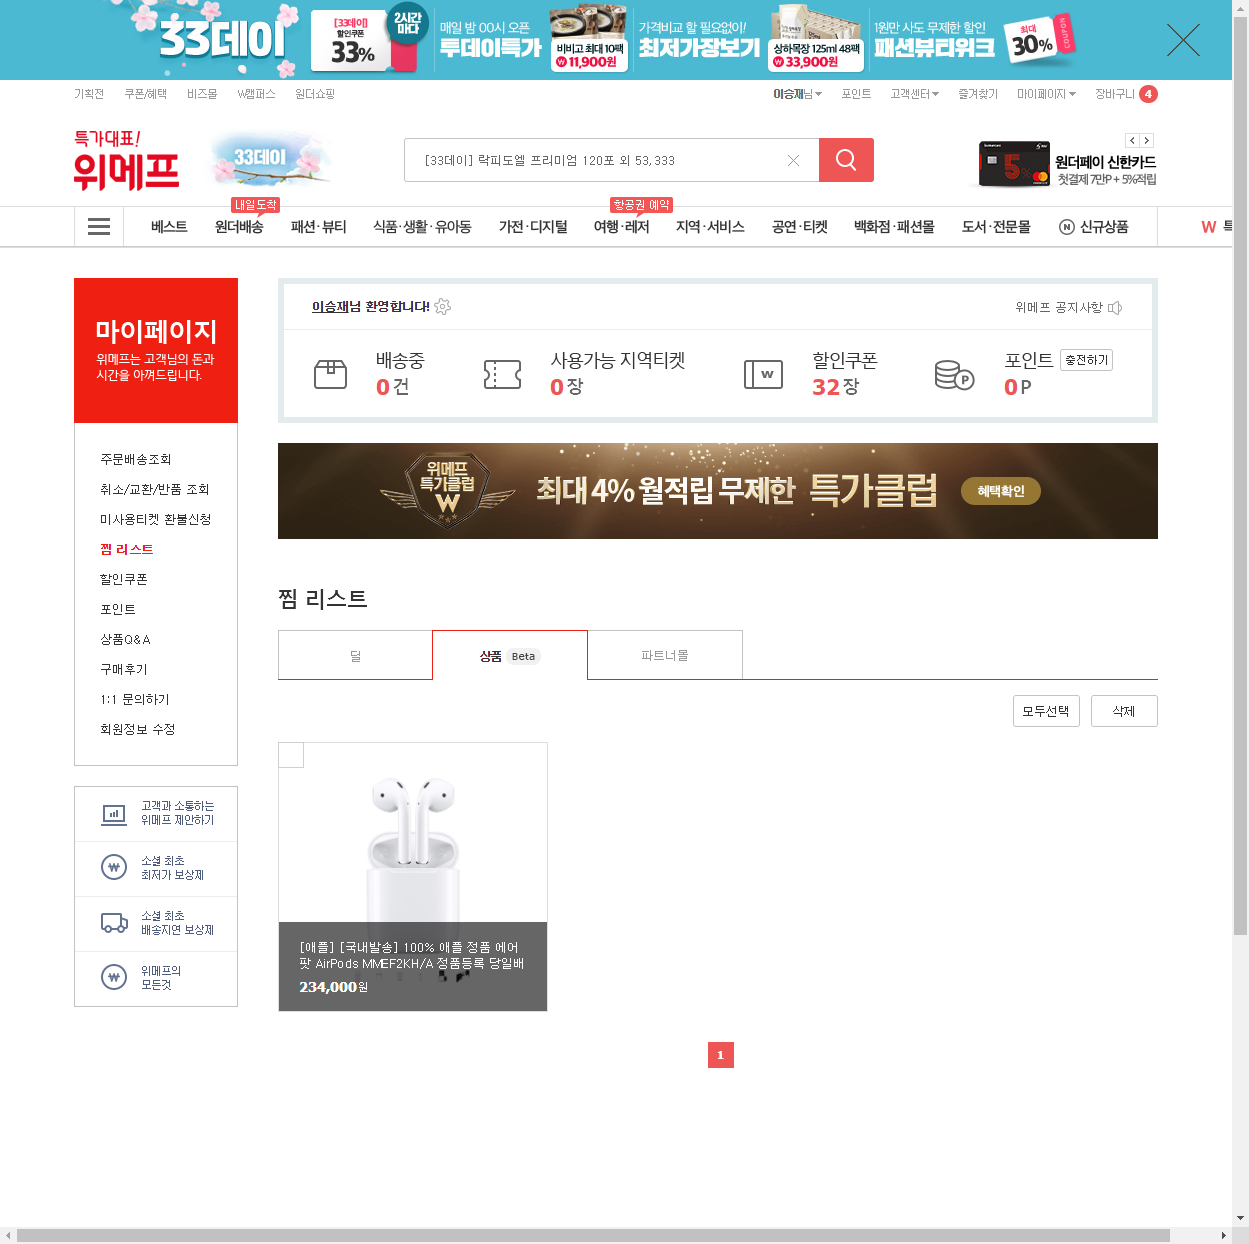 33데이
[33데이]
할인쿠폰
33%
2시간
마다
매일 밤 00시 오픈
투데이특가
비비고 최대 10팩
11,900원
가격비교 할 필요없이!
최저가장보기
상하목장 125ml 48팩
33,900원
1원만 사도 무제한 할인
패션뷰티위크
최대
30%
COUPON
기획전 쿠폰/혜택 비즈몰 W캠퍼스 원더쇼핑
이승재님 포인트 고객센터 즐겨찾기 마이페이지 장바구니 4
특가대표!
위메프
33데이
[33데이] 락피도엘 프리미엄 120포 외 53,333
5%
원더페이 신한카드
첫결제 7만P + 5%적립
내일도착
항공권 예약
베스트 원더배송 패션·뷰티 식품·생활·유아동 가전·디지털 여행·레저 지역·서비스 공연·티켓 백화점·패션몰 도서·전문몰 N 신규상품 W 특
마이페이지
위메프는 고객님의 돈과
시간을 아껴드립니다.
주문배송조회
취소/교환/반품 조회
미사용티켓 환불신청
찜 리스트
할인쿠폰
포인트
상품Q&A
구매후기
1:1 문의하기
회원정보 수정
고객과 소통하는
위메프 제안하기
소셜 최초
최저가 보상제
소셜 최초
배송지연 보상제
위메프의
모든것
이승재님 환영합니다!
위메프 공지사항
배송중
0건
사용가능 지역티켓
0장
할인쿠폰
32장
포인트 충전하기
0P
위메프
특가클럽
W
최대 4% 월적립 무제한 특가클럽
혜택확인
찜 리스트
딜
상품 Beta
파트너몰
모두선택
삭제
[애플] [국내발송] 100% 애플 정품 에어
팟 AirPods MMEF2KH/A 정품등록 당일배
234,000원
1